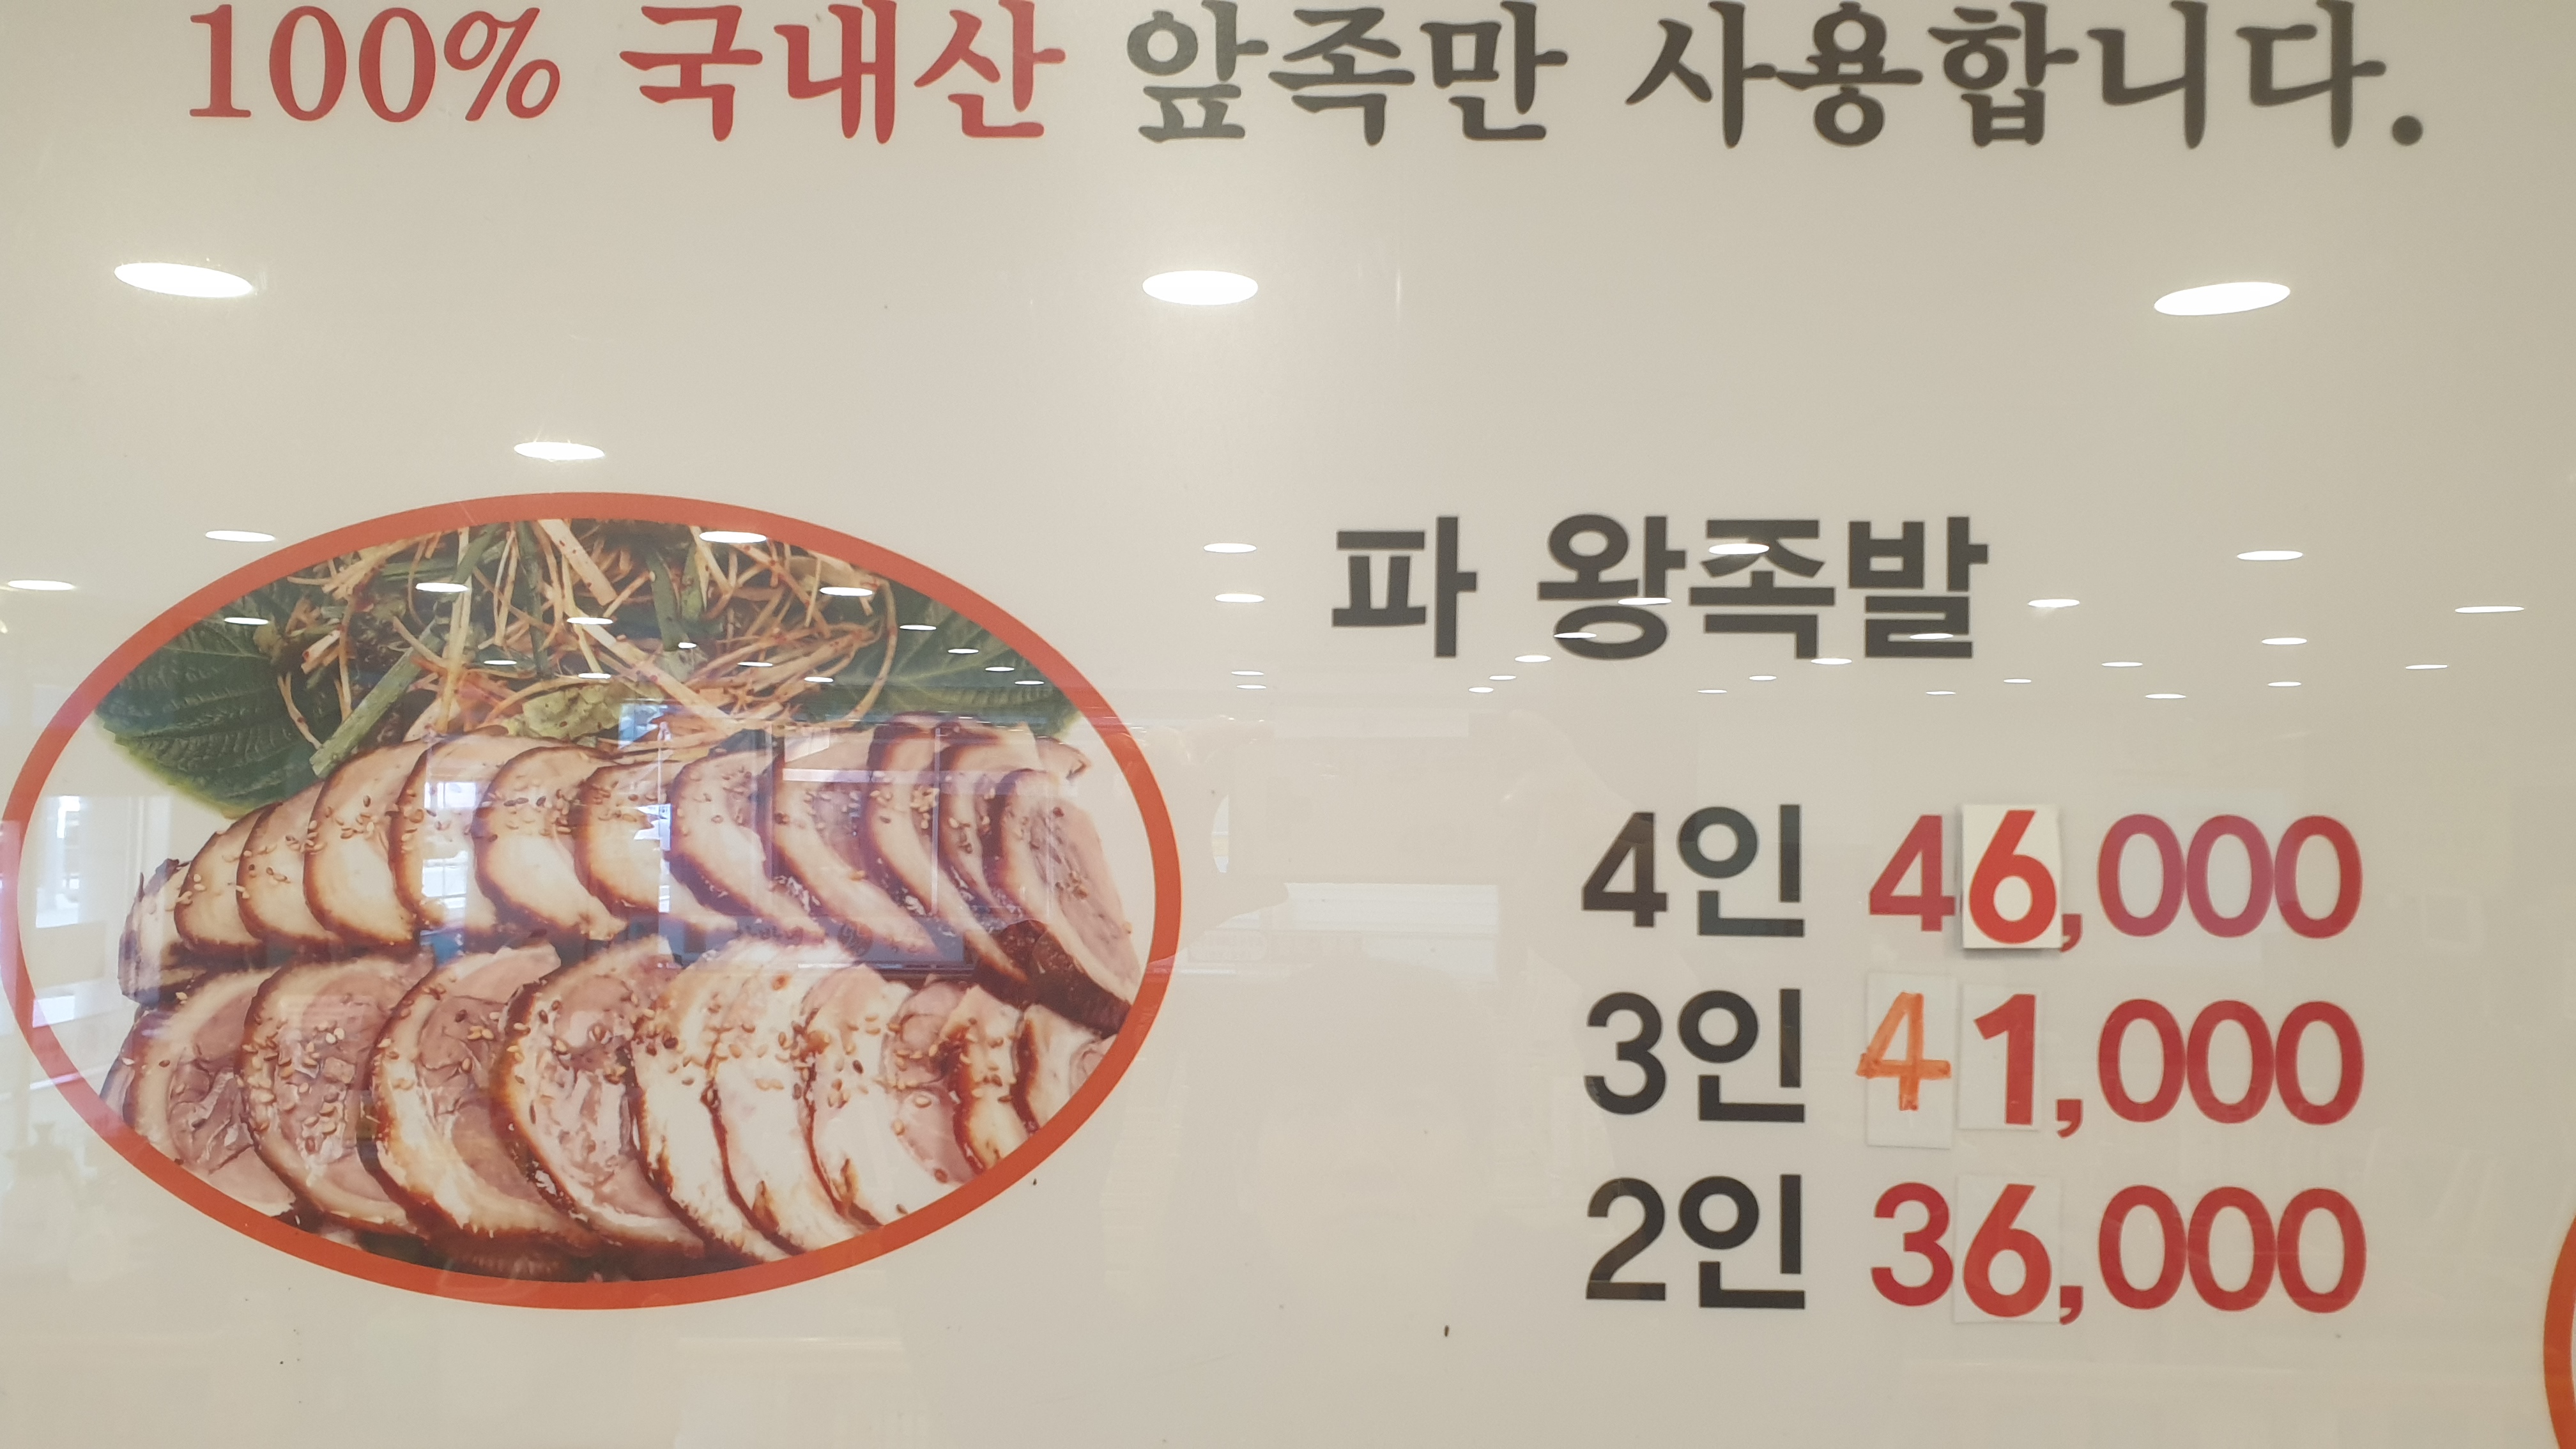 100% 국내산 앞족만 사용합니다.
파 왕족발
4인 46,000
3인 41,000
2인 36,000